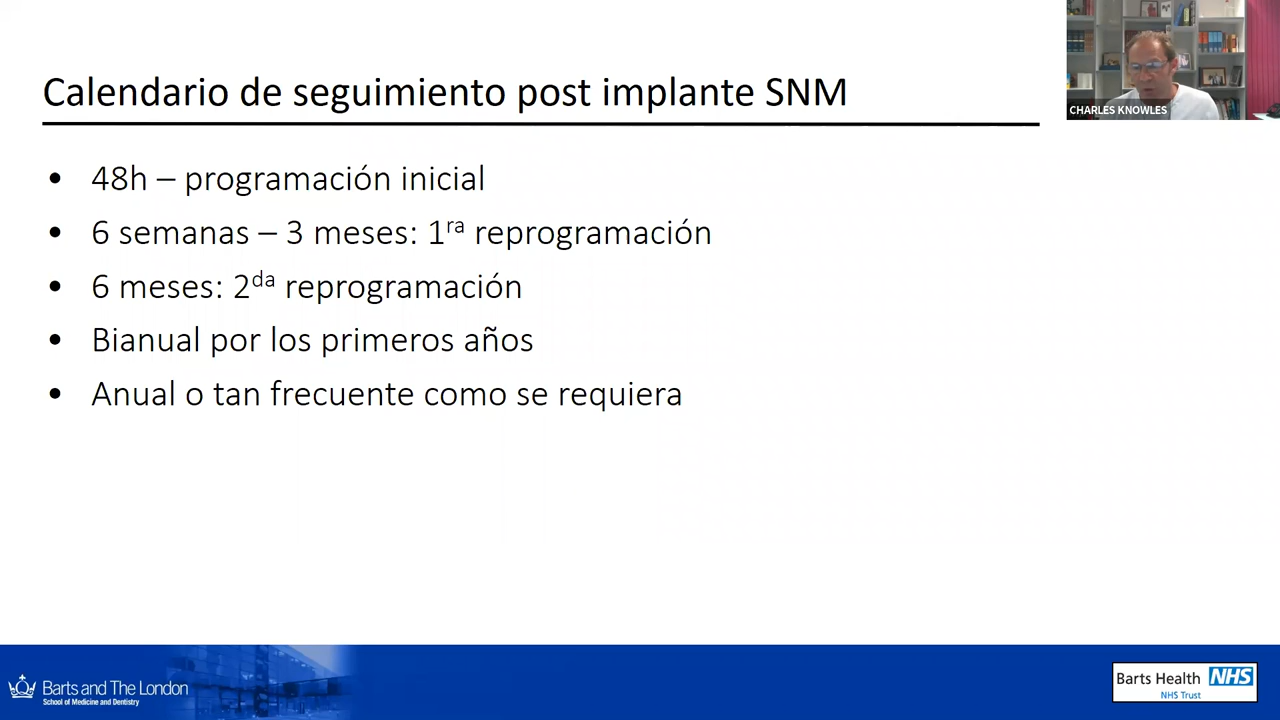 Calendario de seguimiento post implante SNM
CHARLES KNOWLES
• 48h – programación inicial
• 6 semanas – 3 meses: 1ra reprogramación
• 6 meses: 2da reprogramación
• Bianual por los primeros años
• Anual o tan frecuente como se requiera
Barts and The London
School of Medicine and Dentistry
Barts Health NHS
NHS Trust